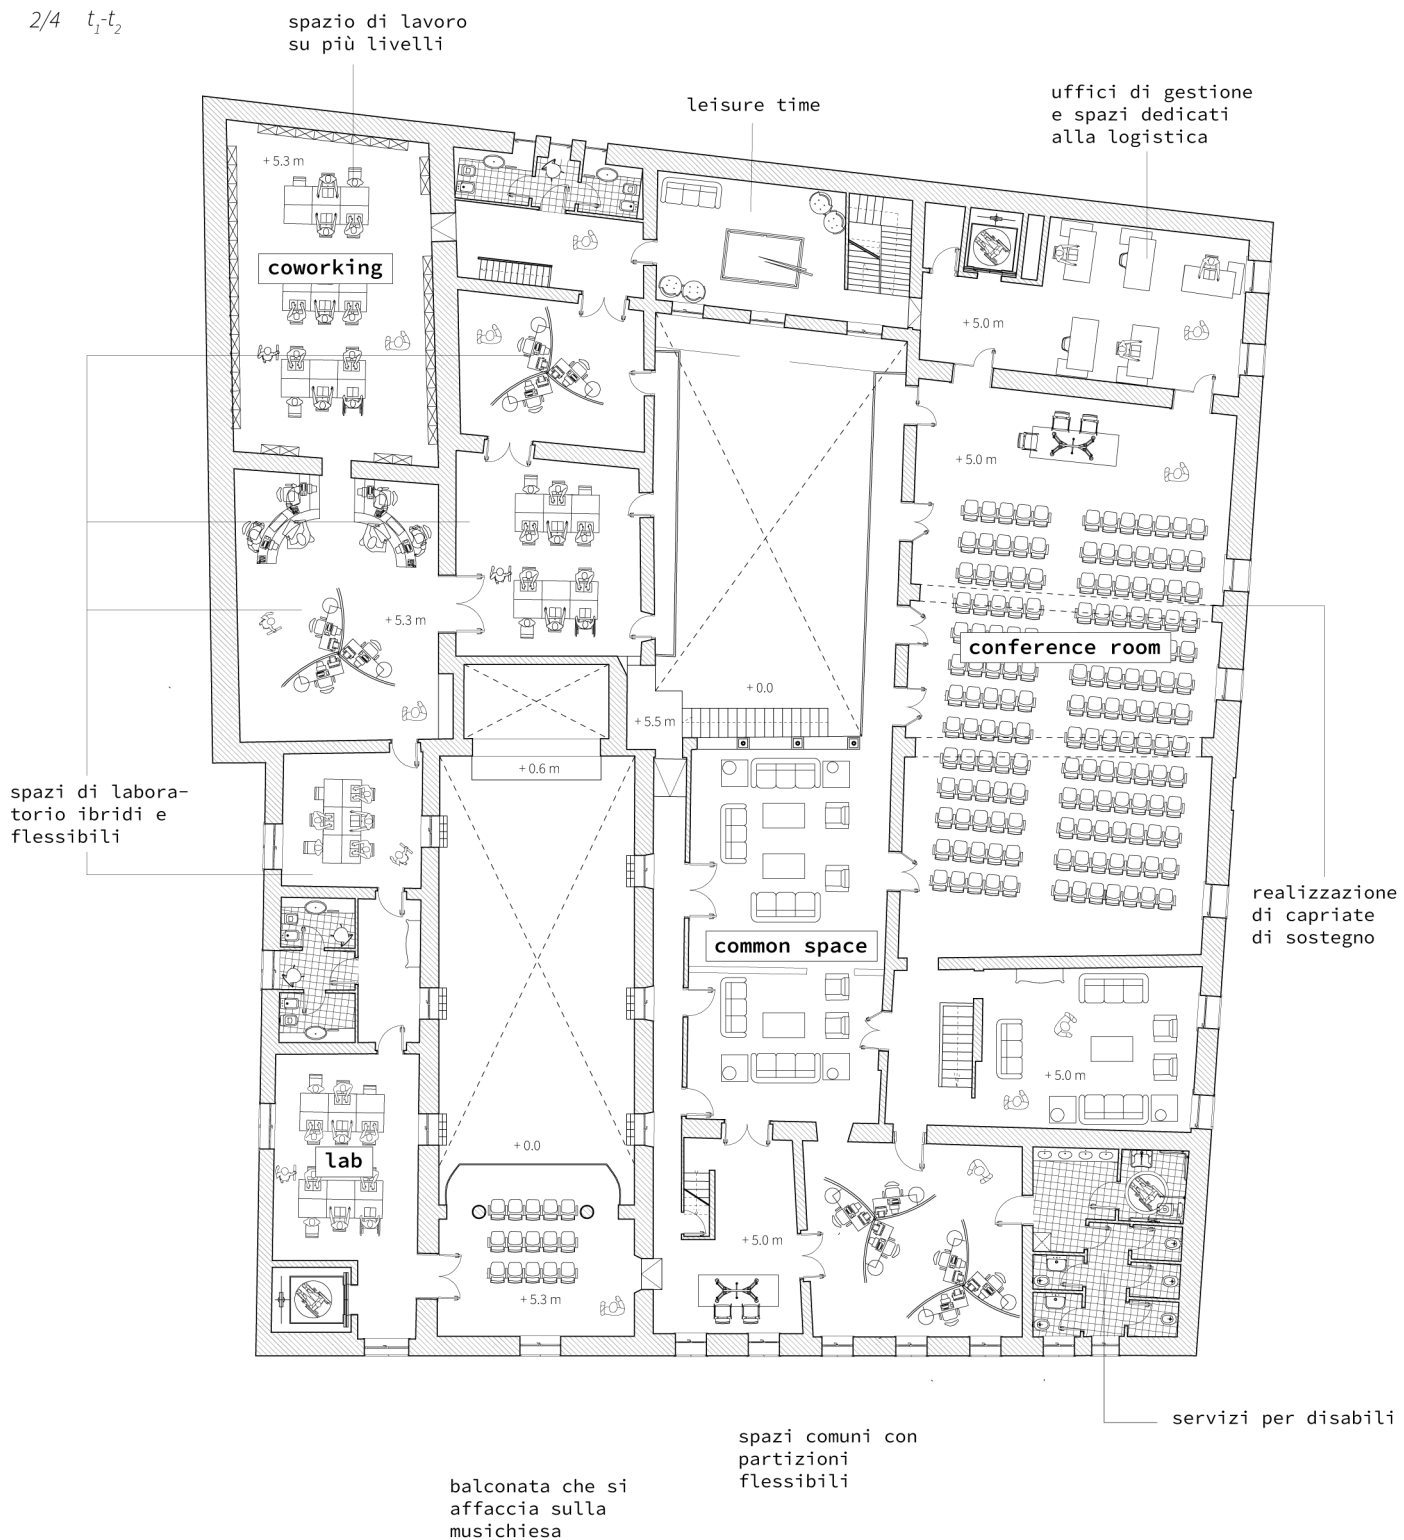 2/4 t1-t2
spazio di lavoro
su più livelli
leisure time
uffici di gestione
e spazi dedicati
alla logistica
+ 5.3 m
coworking
+ 5.0 m
+ 5.0 m
+ 5.3 m
conference room
+ 0.0
+ 5.5 m
+ 0.6 m
spazi di labora-
torio ibridi e
flessibili
realizzazione
di capriate
di sostegno
common space
+ 5.0 m
+ 0.0
lab
+ 5.0 m
+ 5.3 m
servizi per disabili
spazi comuni con
partizioni
flessibili
balconata che si
affaccia sulla
musichiesa